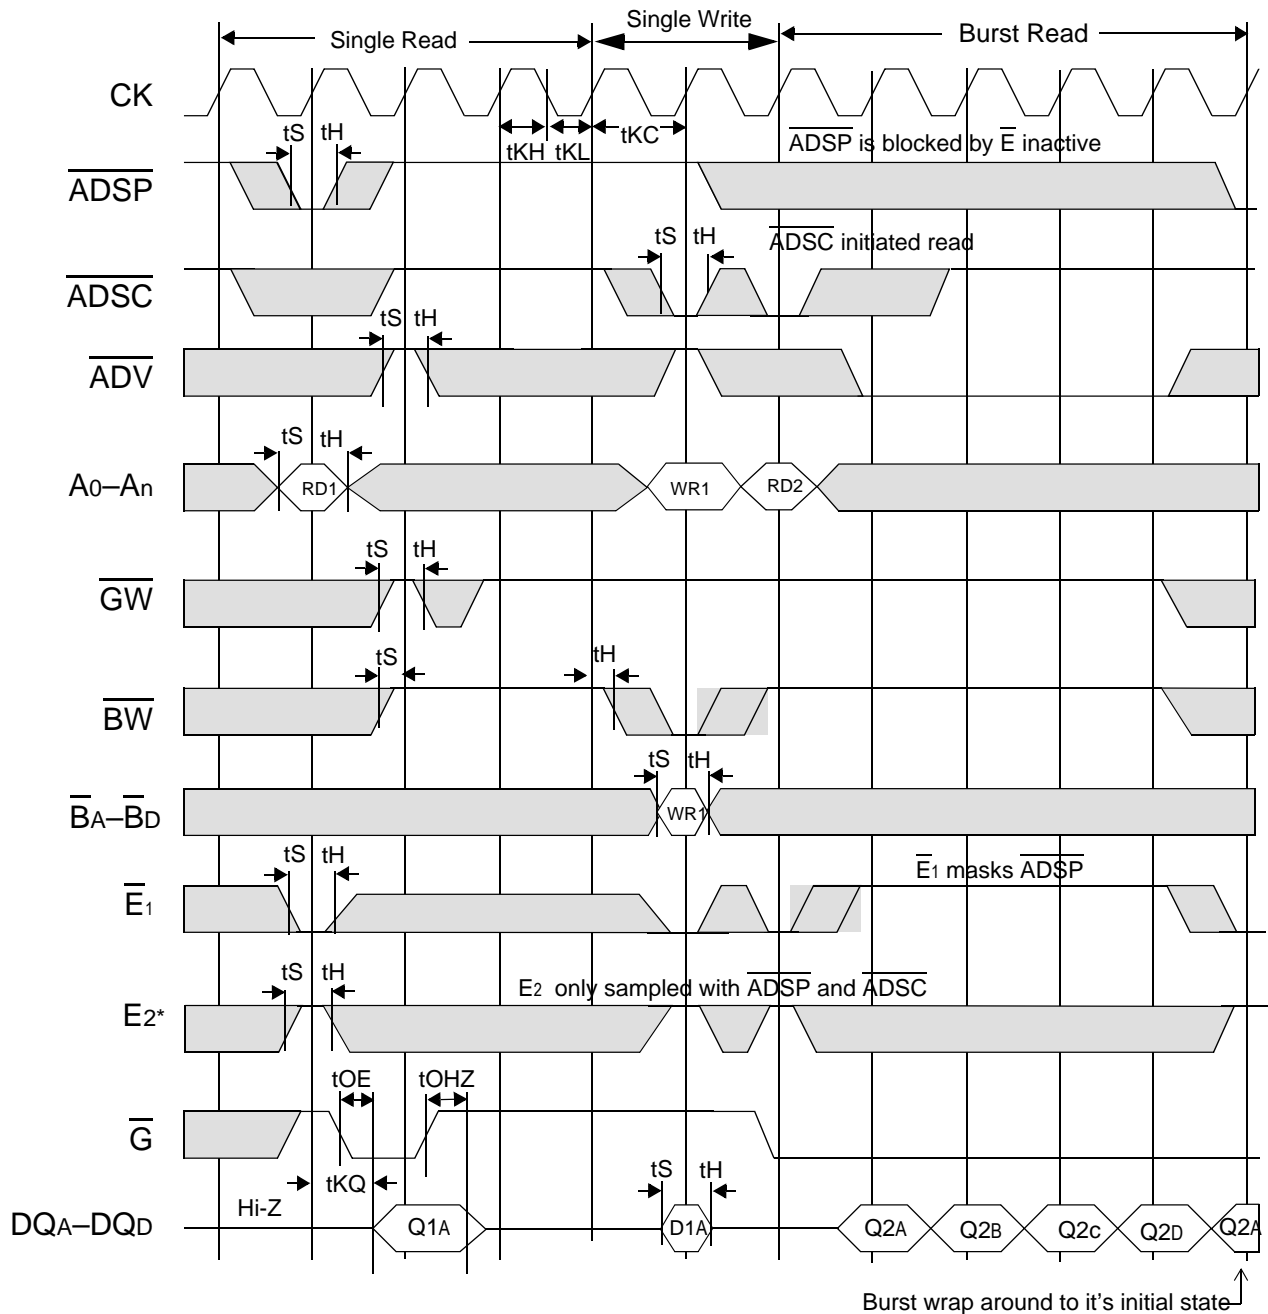 Single Read
Single Write
Burst Read
CK
tS
tH
tKH
tKL
tKC
ADSP is blocked by E inactive
ADSP
tS
tH
ADSC initiated read
ADSC
tS
tH
ADV
tS
tH
A0–An
RD1
WR1
RD2
tS
tH
GW
tS
tH
BW
tS
tH
BA–BD
WR1
tS
tH
E1 masks ADSP
E1
tS
tH
E2 only sampled with ADSP and ADSC
E2*
tOE
tOHZ
G
tKQ
tS
tH
Hi-Z
DQA–DQD
Q1A
D1A
Q2A
Q2B
Q2c
Q2D
Q2A
Burst wrap around to it's initial state